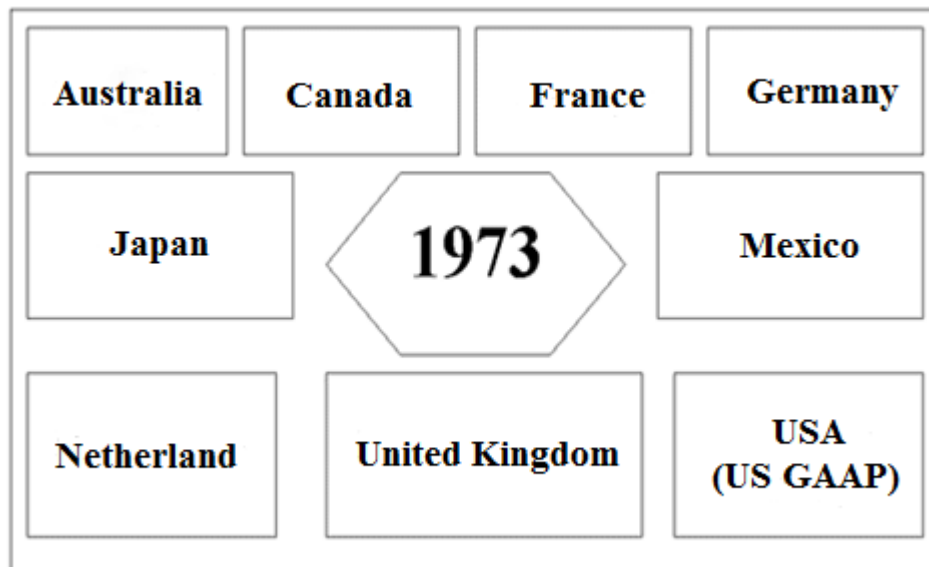 Australia
Canada
France
Germany
Japan
1973
Mexico
Netherland
United Kingdom
USA
(US GAAP)